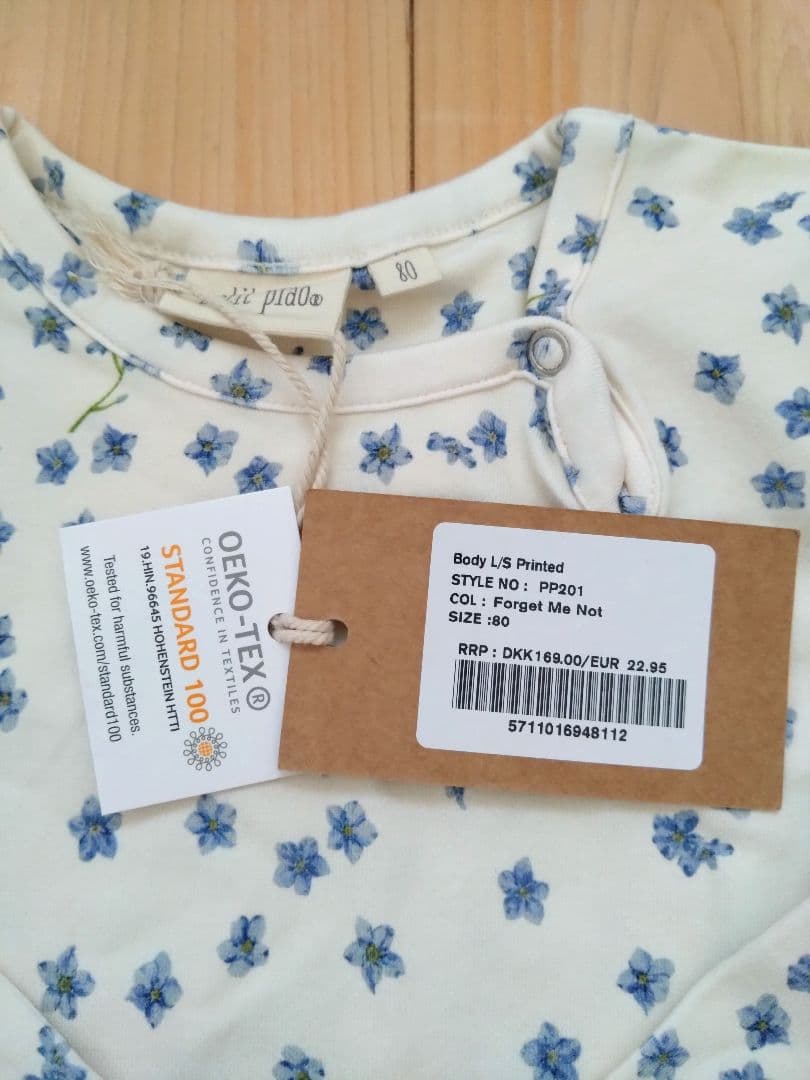 80
OEKO-TEX®
CONFIDENCE IN TEXTILES
STANDARD 100
19.HIN.96645 HOHENSTEIN HTTI
Tested for harmful substances.
www.oeko-tex.com/standard100
Body L/S Printed
STYLE NO : PP201
COL : Forget Me Not
SIZE :80
RRP : DKK169.00/EUR 22.95
5711016948112